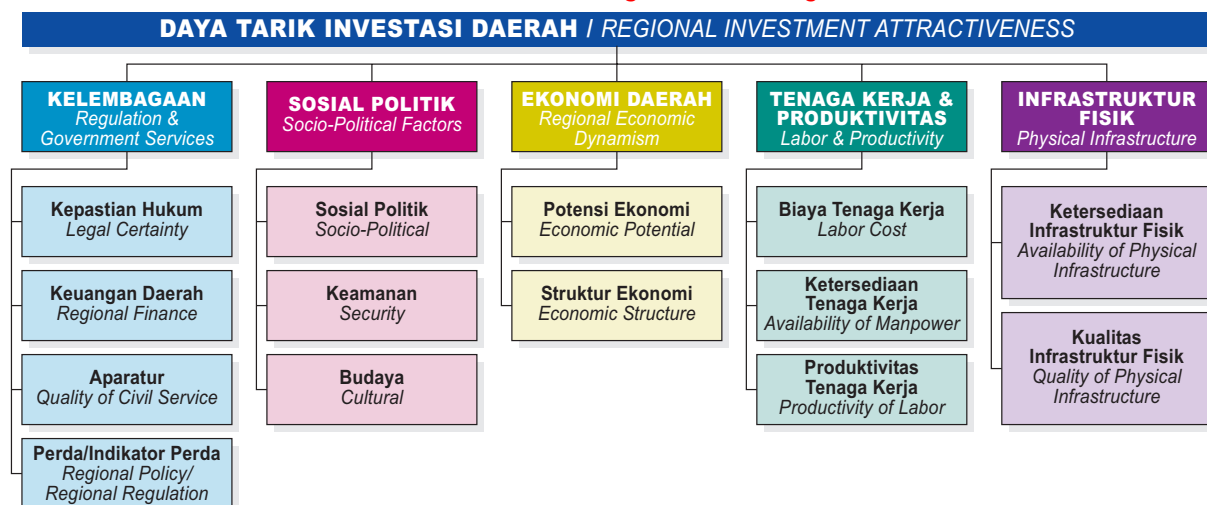 DAYA TARIK INVESTASI DAERAH / REGIONAL INVESTMENT ATTRACTIVENESS
KELEMBAGAAN
Regulation &
Government Services
SOSIAL POLITIK
Socio-Political Factors
EKONOMI DAERAH
Regional Economic
Dynamism
TENAGA KERJA &
PRODUKTIVITAS
Labor & Productivity
INFRASTRUKTUR
FISIK
Physical Infrastructure
Kepastian Hukum
Legal Certainty
Keuangan Daerah
Regional Finance
Aparatur
Quality of Civil Service
Perda/Indikator Perda
Regional Policy/
Regional Regulation
Sosial Politik
Socio-Political
Keamanan
Security
Budaya
Cultural
Potensi Ekonomi
Economic Potential
Struktur Ekonomi
Economic Structure
Biaya Tenaga Kerja
Labor Cost
Ketersediaan
Tenaga Kerja
Availability of Manpower
Produktivitas
Tenaga Kerja
Productivity of Labor
Ketersediaan
Infrastruktur Fisik
Availability of Physical
Infrastructure
Kualitas
Infrastruktur Fisik
Quality of Physical
Infrastructure